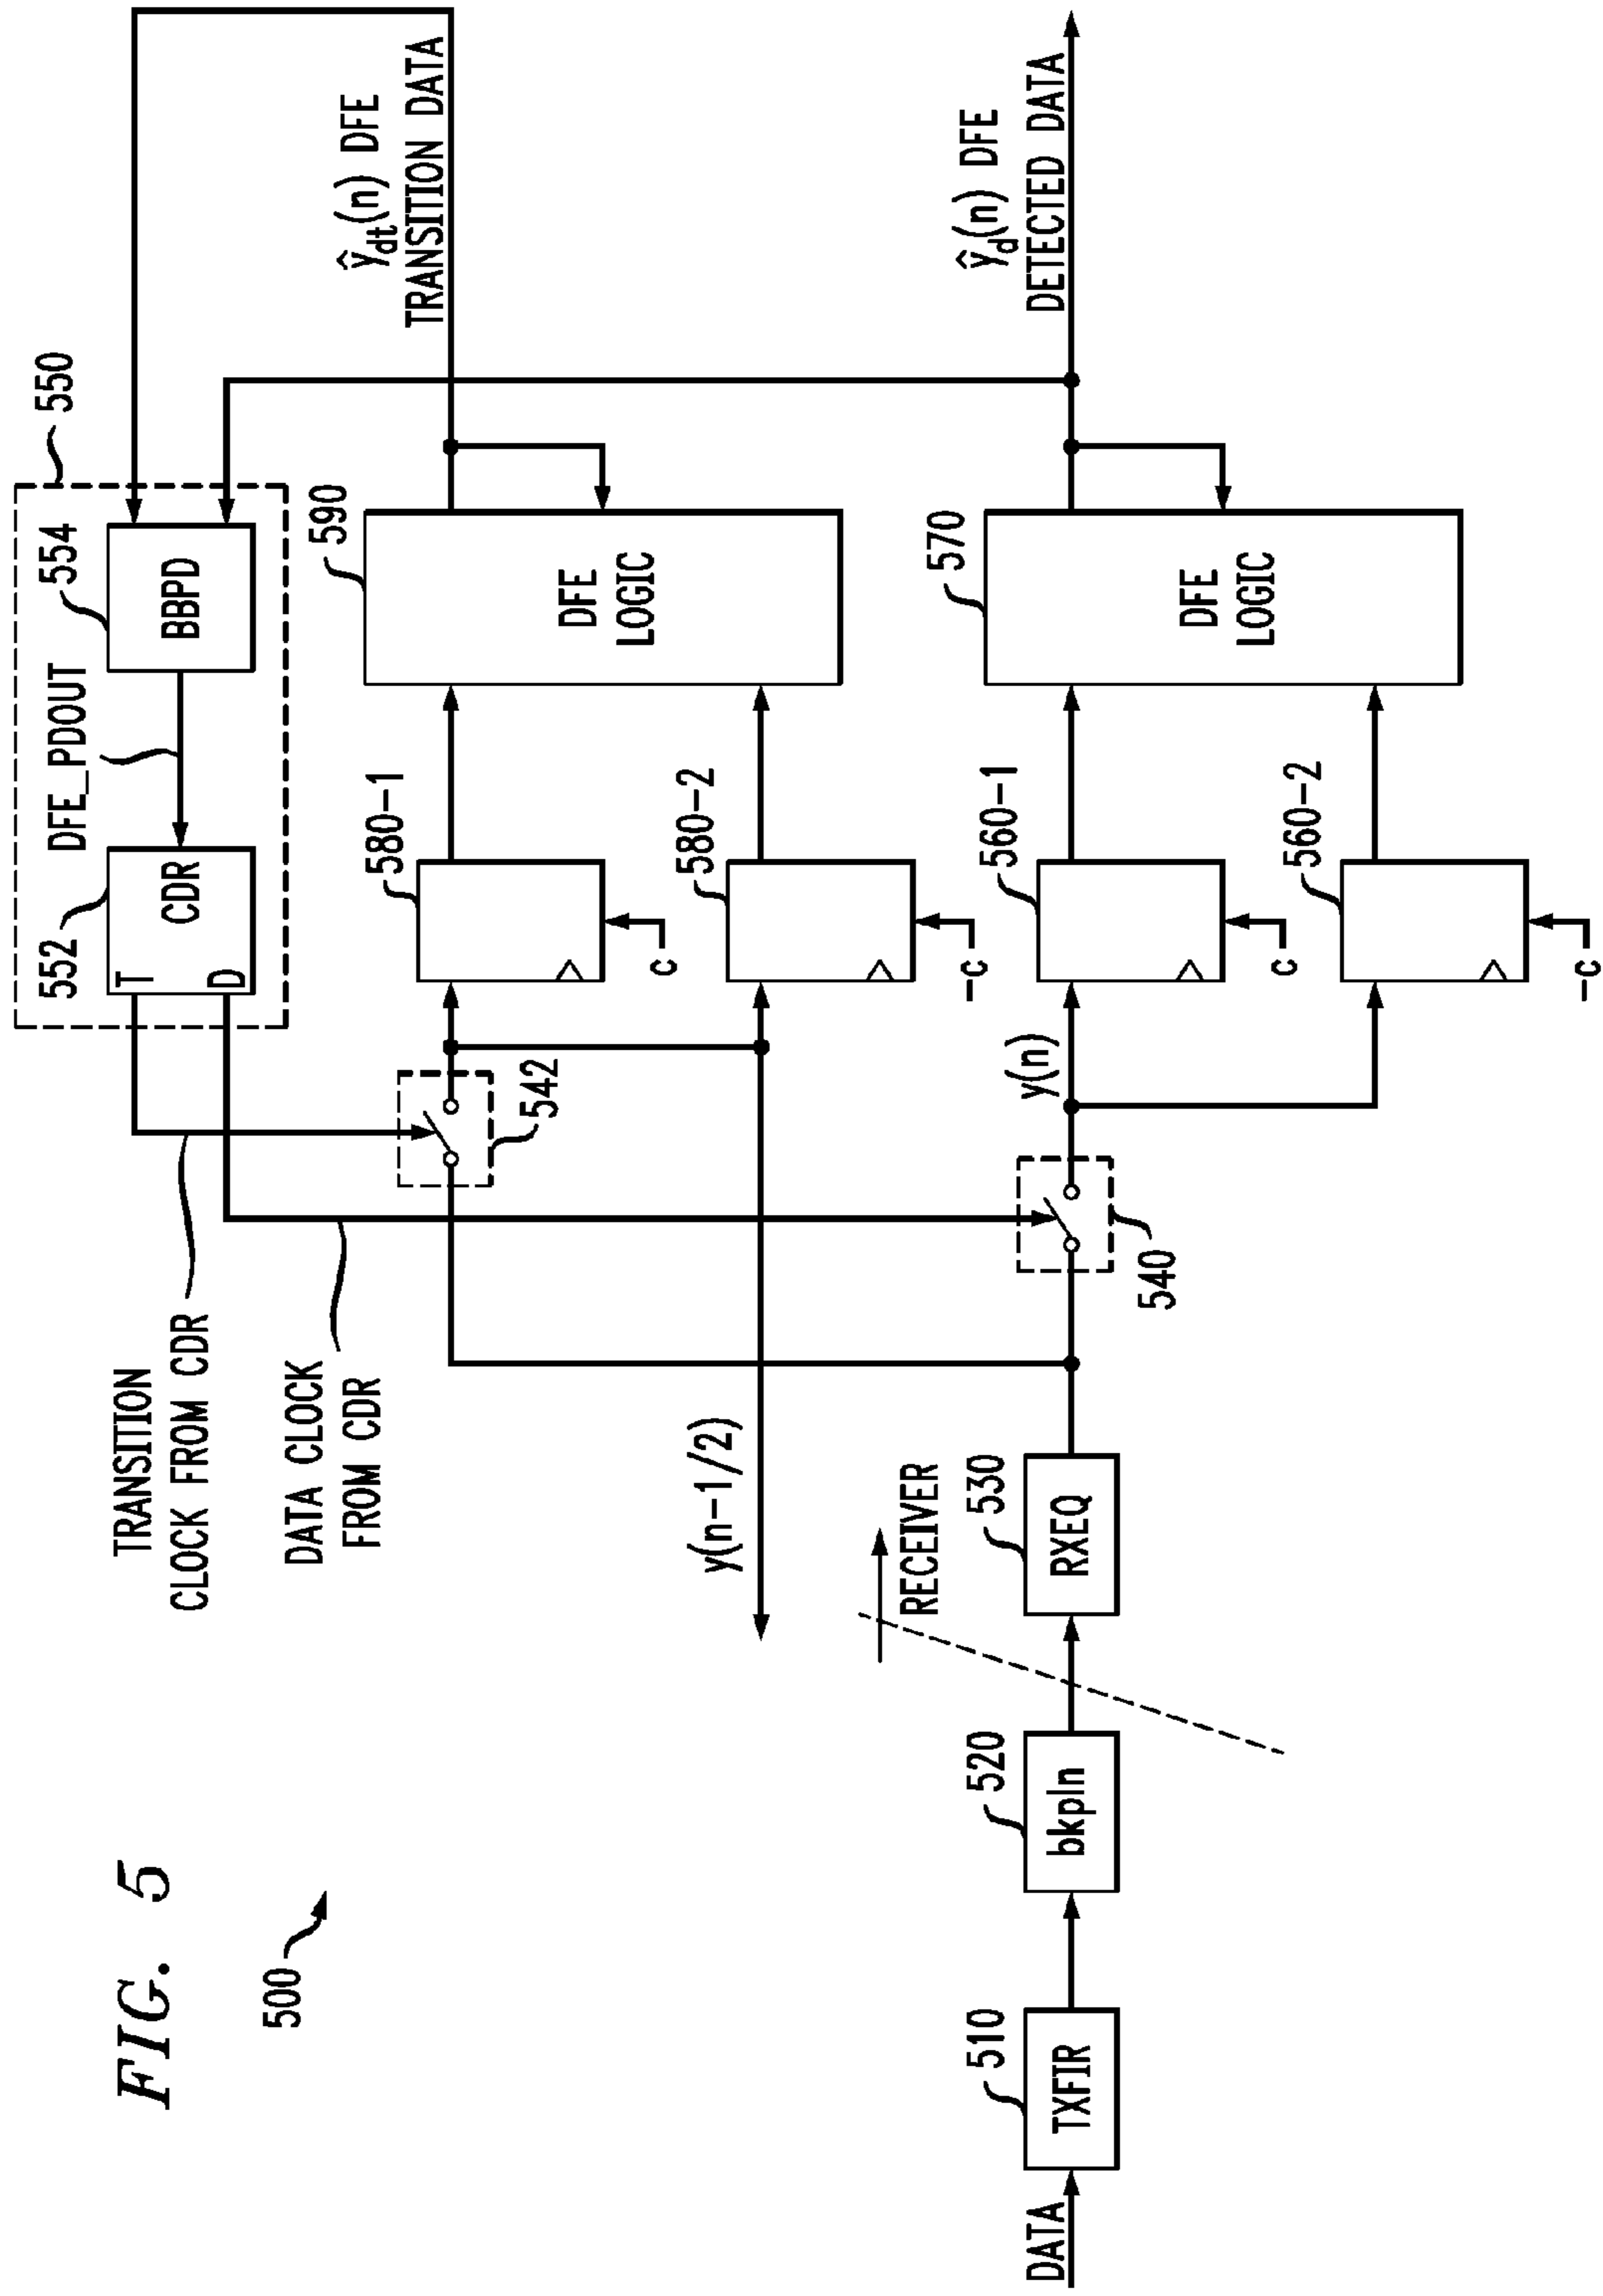 FIG. 5
500
TRANSITION
CLOCK FROM CDR
DATA CLOCK
FROM CDR
552
T
D
CDR
DFE_PDOUT
554
BBPD
550
ŷdt(n) DFE
TRANSITION DATA
542
580-1
c
580-2
-c
590
DFE
LOGIC
y(n-1/2)
RECEIVER
DATA
510
TXFIR
520
bkpln
530
RXEQ
540
y(n)
560-1
c
560-2
-c
570
DFE
LOGIC
ŷd(n) DFE
DETECTED DATA